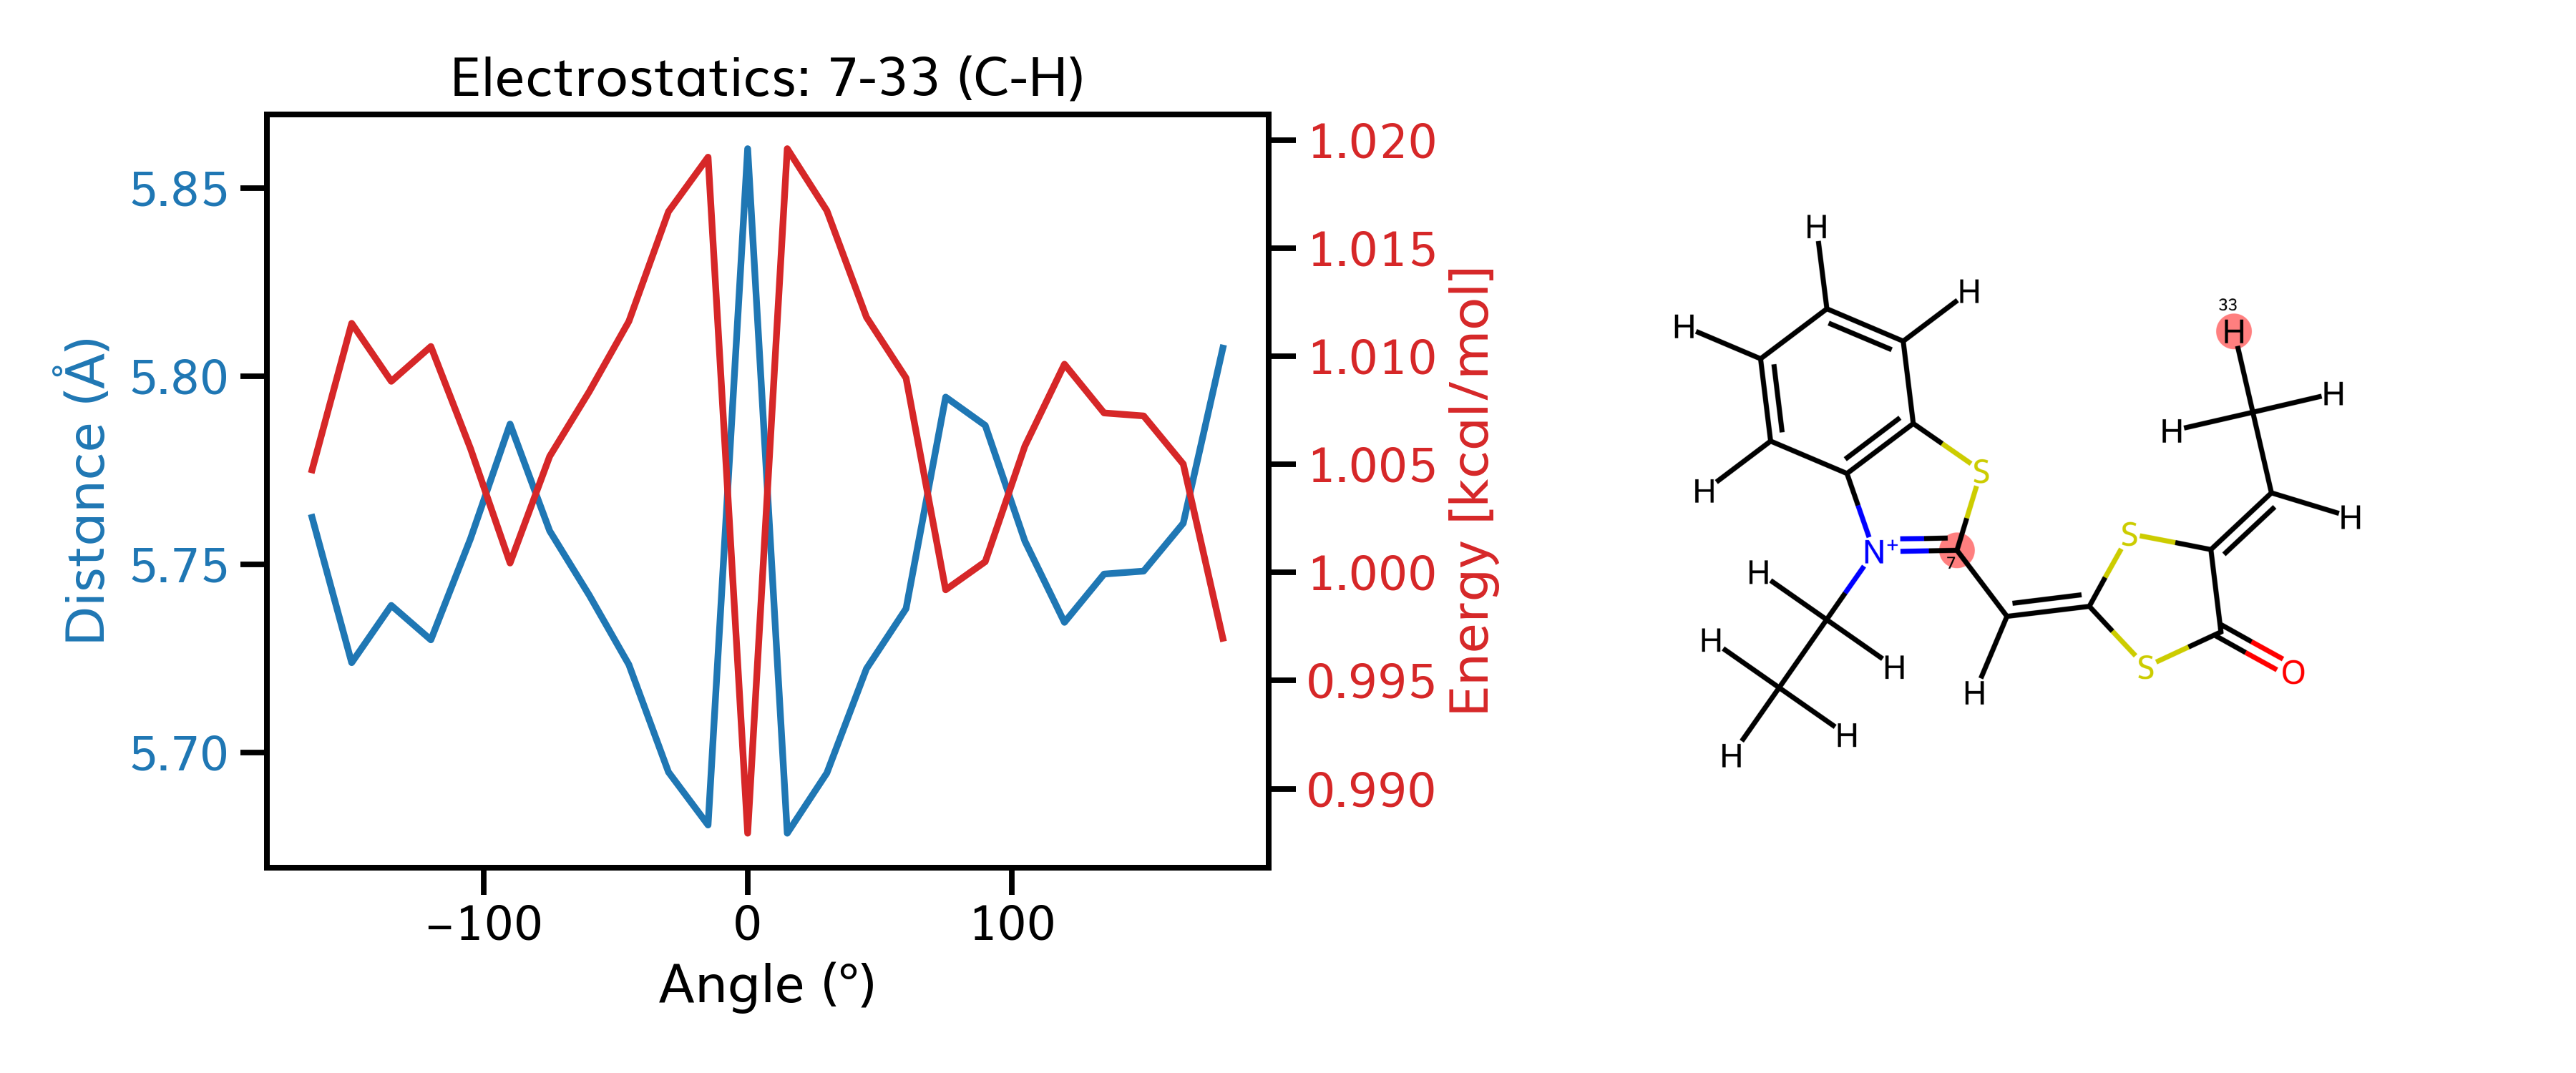 Electrostatics: 7-33 (C-H)
Distance (Å)
5.85
5.80
5.75
5.70
1.020
1.015
1.010
1.005
1.000
0.995
0.990
Energy [kcal/mol]
−100 0 100
Angle (°)
H
H
H
33
H
H
H
S
H
H
S
N+
7
H
H
H
S
O
H
H
H
H